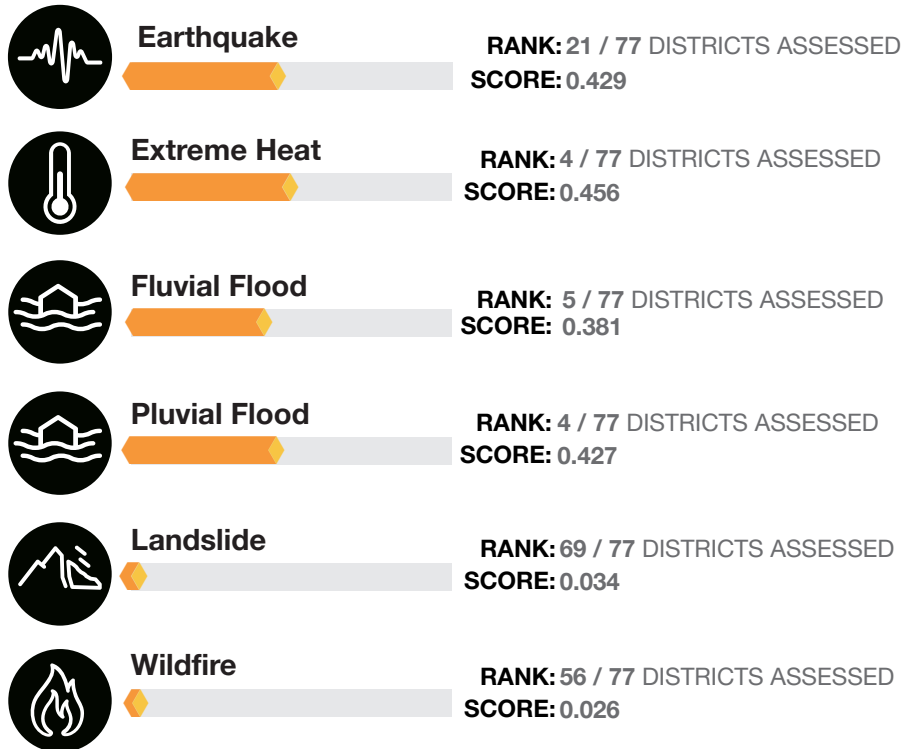 Earthquake
RANK: 21 / 77 DISTRICTS ASSESSED
SCORE: 0.429
Extreme Heat
RANK: 4 / 77 DISTRICTS ASSESSED
SCORE: 0.456
Fluvial Flood
RANK: 5 / 77 DISTRICTS ASSESSED
SCORE: 0.381
Pluvial Flood
RANK: 4 / 77 DISTRICTS ASSESSED
SCORE: 0.427
Landslide
RANK: 69 / 77 DISTRICTS ASSESSED
SCORE: 0.034
Wildfire
RANK: 56 / 77 DISTRICTS ASSESSED
SCORE: 0.026